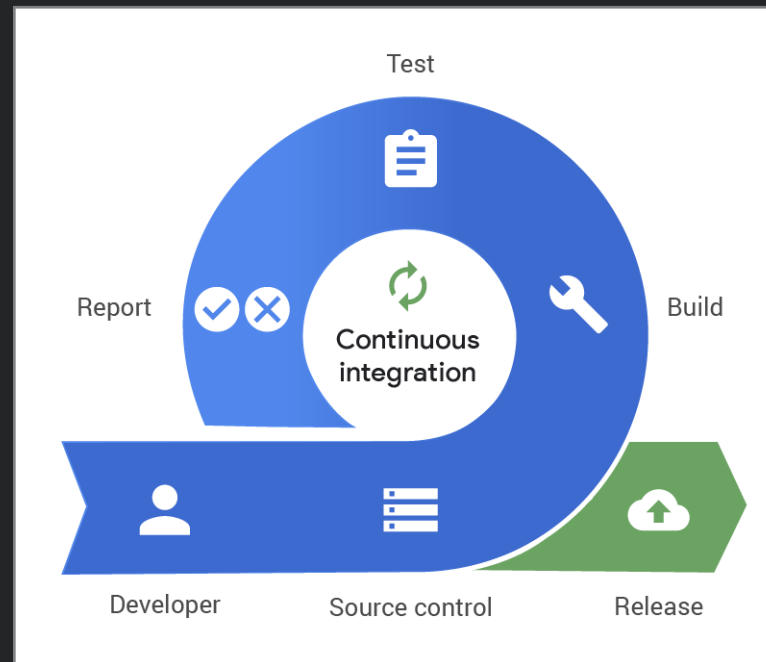 Test
Report
Continuous
integration
Build
Developer
Source control
Release